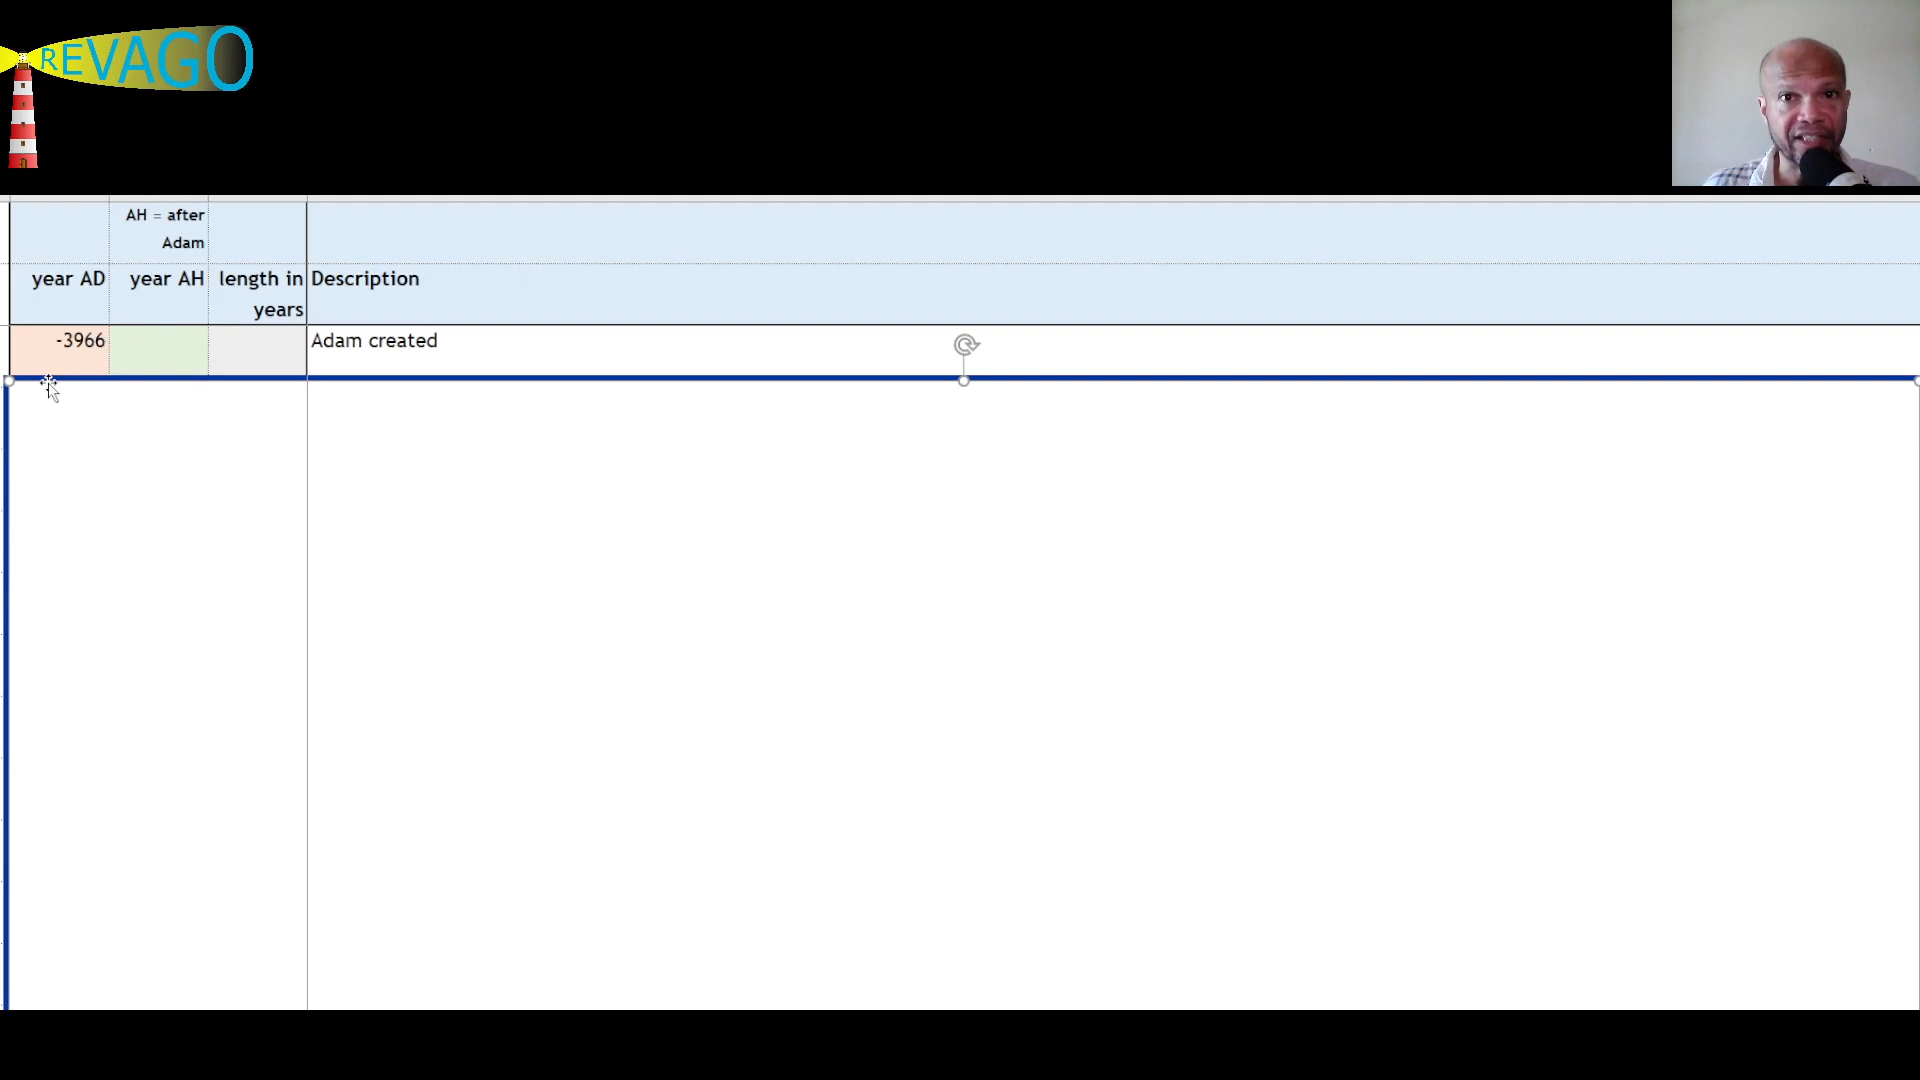 REVAGO
AH = after
Adam
year AD year AH length in Description
years
-3966 Adam created